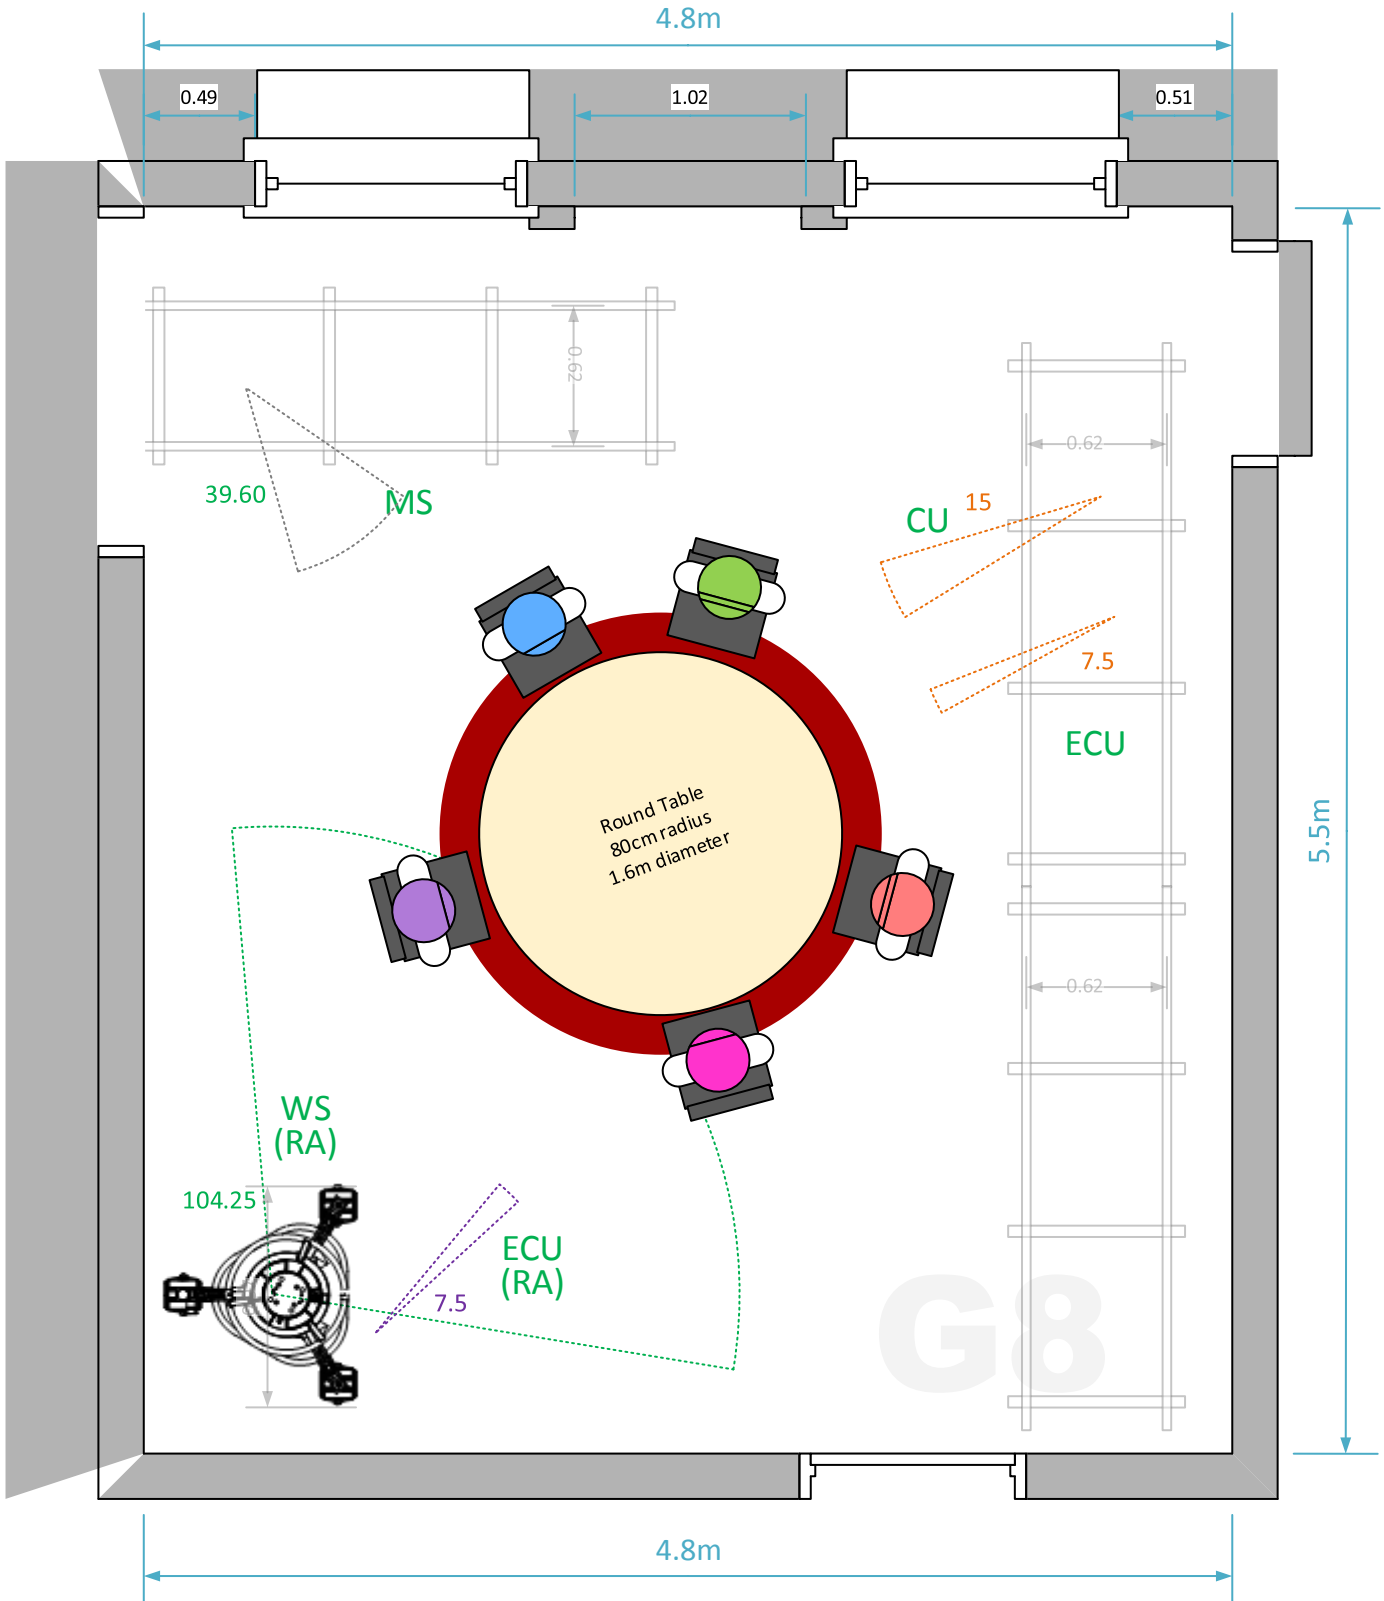 4.8m
0.49
1.02
0.51
0.62
0.62
39.60
MS
15
CU
7.5
ECU
Round Table
80cm radius
1.6m diameter
5.5m
0.62
WS
(RA)
104.25
ECU
(RA)
7.5
G8
4.8m